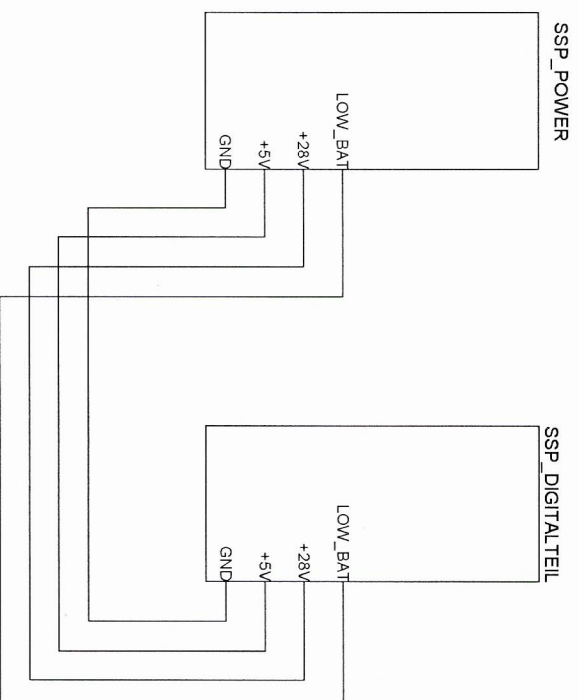 SSP_POWER
LOW_BAT
+28V
+5V
GND
SSP_DIGITALTEIL
LOW_BAT
+28V
+5V
GND